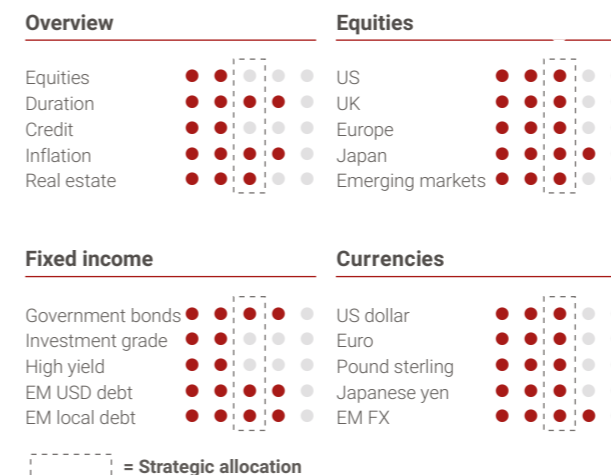 Overview
Equities
Duration
Credit
Inflation
Real estate
Equities
US
UK
Europe
Japan
Emerging markets
Fixed income
Government bonds
Investment grade
High yield
EM USD debt
EM local debt
Currencies
US dollar
Euro
Pound sterling
Japanese yen
EM FX
= Strategic allocation